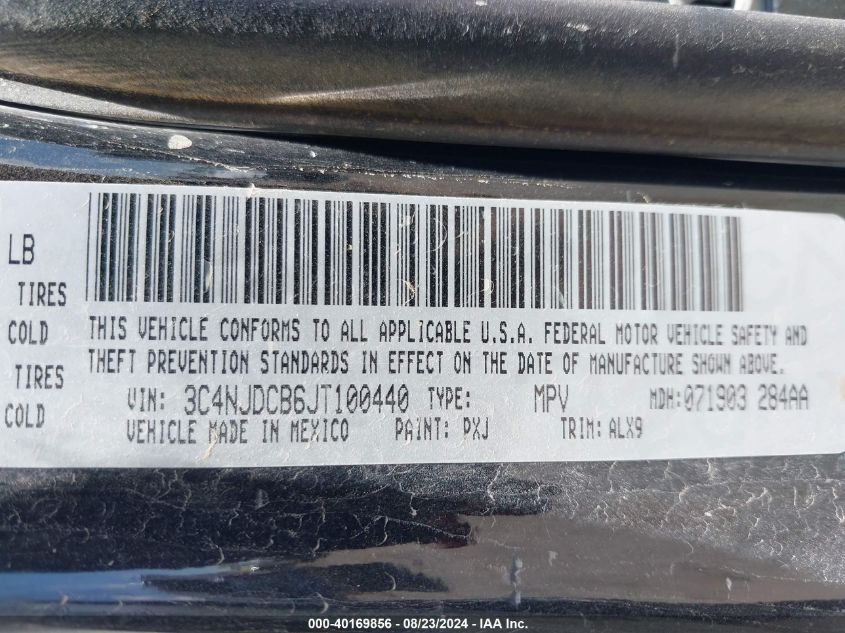 LB
TIRES
COLD
THIS VEHICLE CONFORMS TO ALL APPLICABLE U.S.A. FEDERAL MOTOR VEHICLE SAFETY AND
THEFT PREVENTION STANDARDS IN EFFECT ON THE DATE OF MANUFACTURE SHOWN ABOVE.
TIRES
VIN: 3C4NJDCB6JT100440 TYPE: MPV MDH:071903 284AA
COLD
VEHICLE MADE IN MEXICO PAINT: PXJ TRIM: ALX9
000-40169856 - 08/23/2024 - IAA Inc.